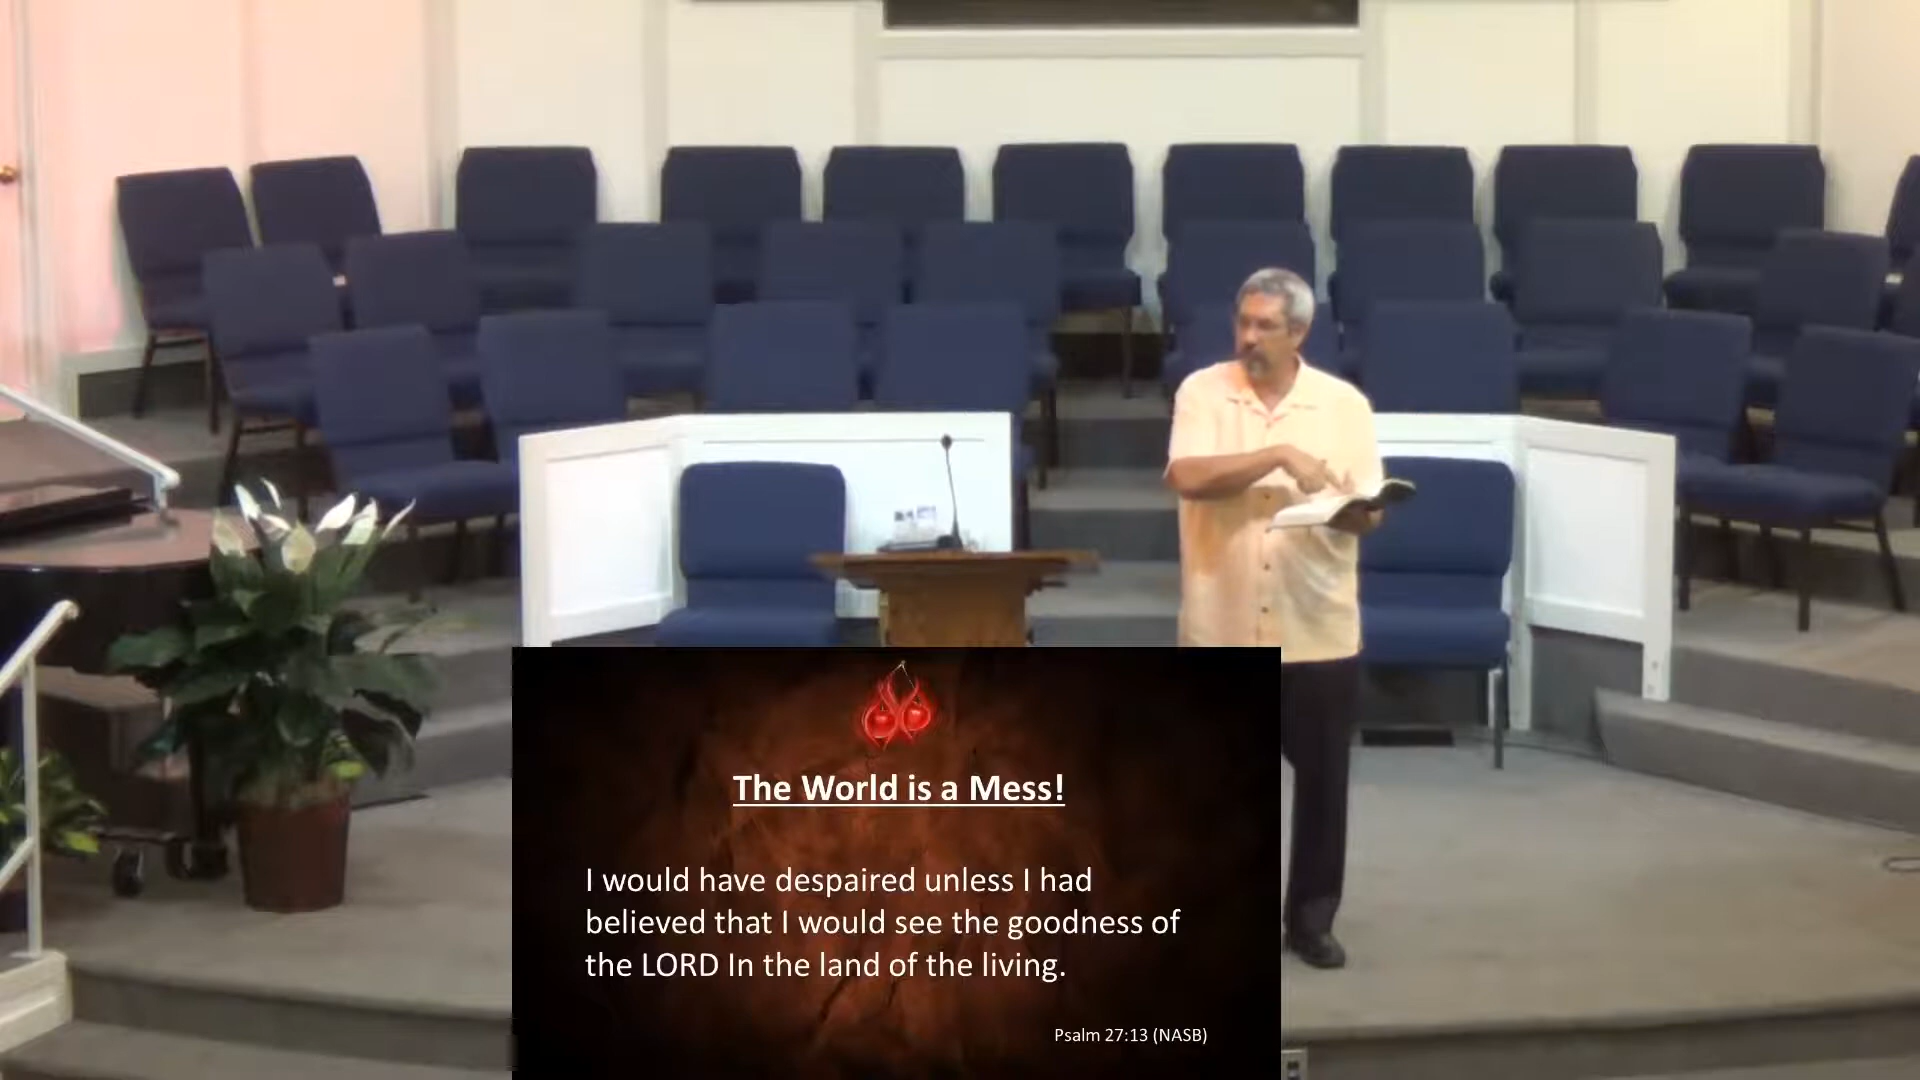 The World is a Mess!
I would have despaired unless I had
believed that I would see the goodness of
the LORD In the land of the living.
Psalm 27:13 (NASB)